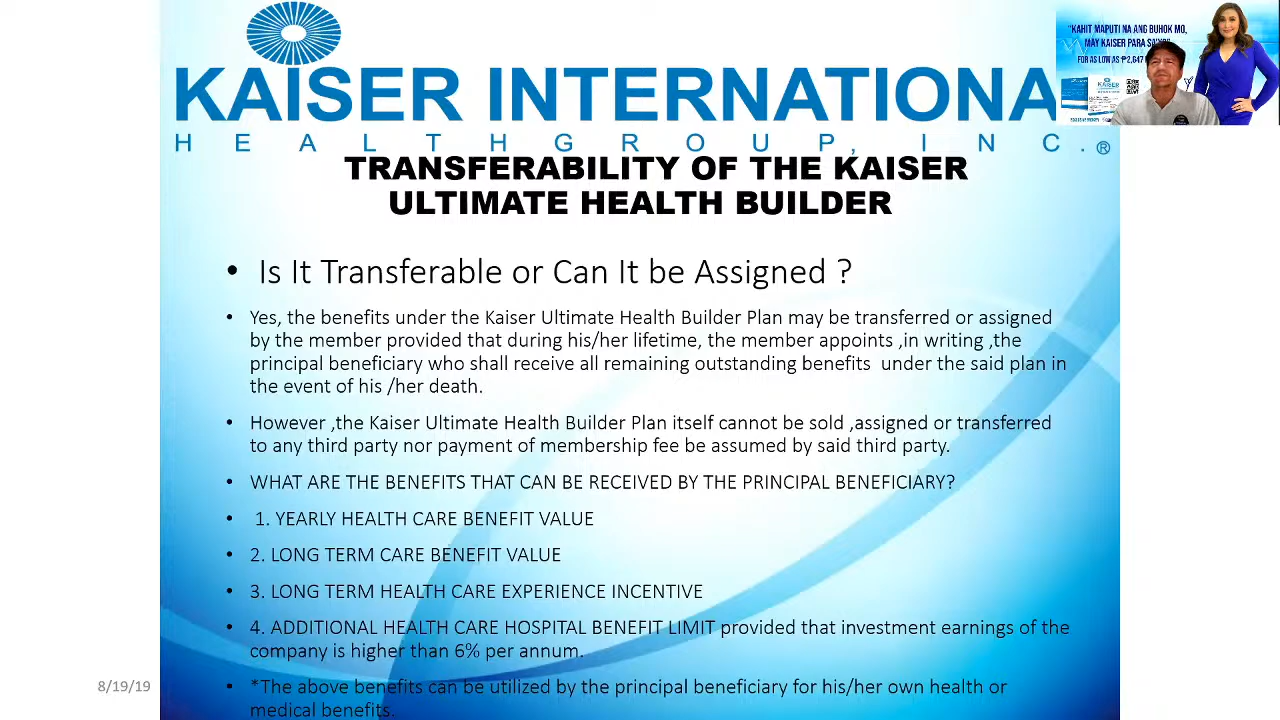 KAISER INTERNATIONA
HEALTHGROUP, INC.®
"KAHIT MAPUTI NA ANG BUHOK MO,
MAY KAISER PARA SA'YO"
FOR AS LOW AS ₱2,647
KAISER
TRANSFERABILITY OF THE KAISER
ULTIMATE HEALTH BUILDER
• Is It Transferable or Can It be Assigned ?
• Yes, the benefits under the Kaiser Ultimate Health Builder Plan may be transferred or assigned
by the member provided that during his/her lifetime, the member appoints ,in writing ,the
principal beneficiary who shall receive all remaining outstanding benefits under the said plan in
the event of his /her death.
• However ,the Kaiser Ultimate Health Builder Plan itself cannot be sold ,assigned or transferred
to any third party nor payment of membership fee be assumed by said third party.
• WHAT ARE THE BENEFITS THAT CAN BE RECEIVED BY THE PRINCIPAL BENEFICIARY?
• 1. YEARLY HEALTH CARE BENEFIT VALUE
• 2. LONG TERM CARE BENEFIT VALUE
• 3. LONG TERM HEALTH CARE EXPERIENCE INCENTIVE
• 4. ADDITIONAL HEALTH CARE HOSPITAL BENEFIT LIMIT provided that investment earnings of the
company is higher than 6% per annum.
• *The above benefits can be utilized by the principal beneficiary for his/her own health or
medical benefits.
8/19/19